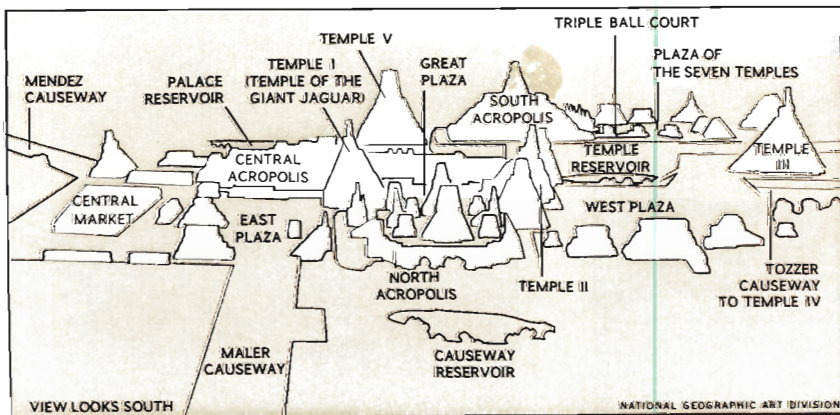 TRIPLE BALL COURT
TEMPLE V
TEMPLE I
(TEMPLE OF THE
GIANT JAGUAR)
GREAT
PLAZA
PLAZA OF
THE SEVEN TEMPLES
MENDEZ
CAUSEWAY
PALACE
RESERVOIR
SOUTH
ACROPOLIS
CENTRAL
ACROPOLIS
TEMPLE
RESERVOIR
TEMPLE
III
CENTRAL
MARKET
EAST
PLAZA
WEST PLAZA
NORTH
ACROPOLIS
TEMPLE II
TOZZER
CAUSEWAY
TO TEMPLE IV
MALER
CAUSEWAY
CAUSEWAY
RESERVOIR
VIEW LOOKS SOUTH
NATIONAL GEOGRAPHIC ART DIVISION